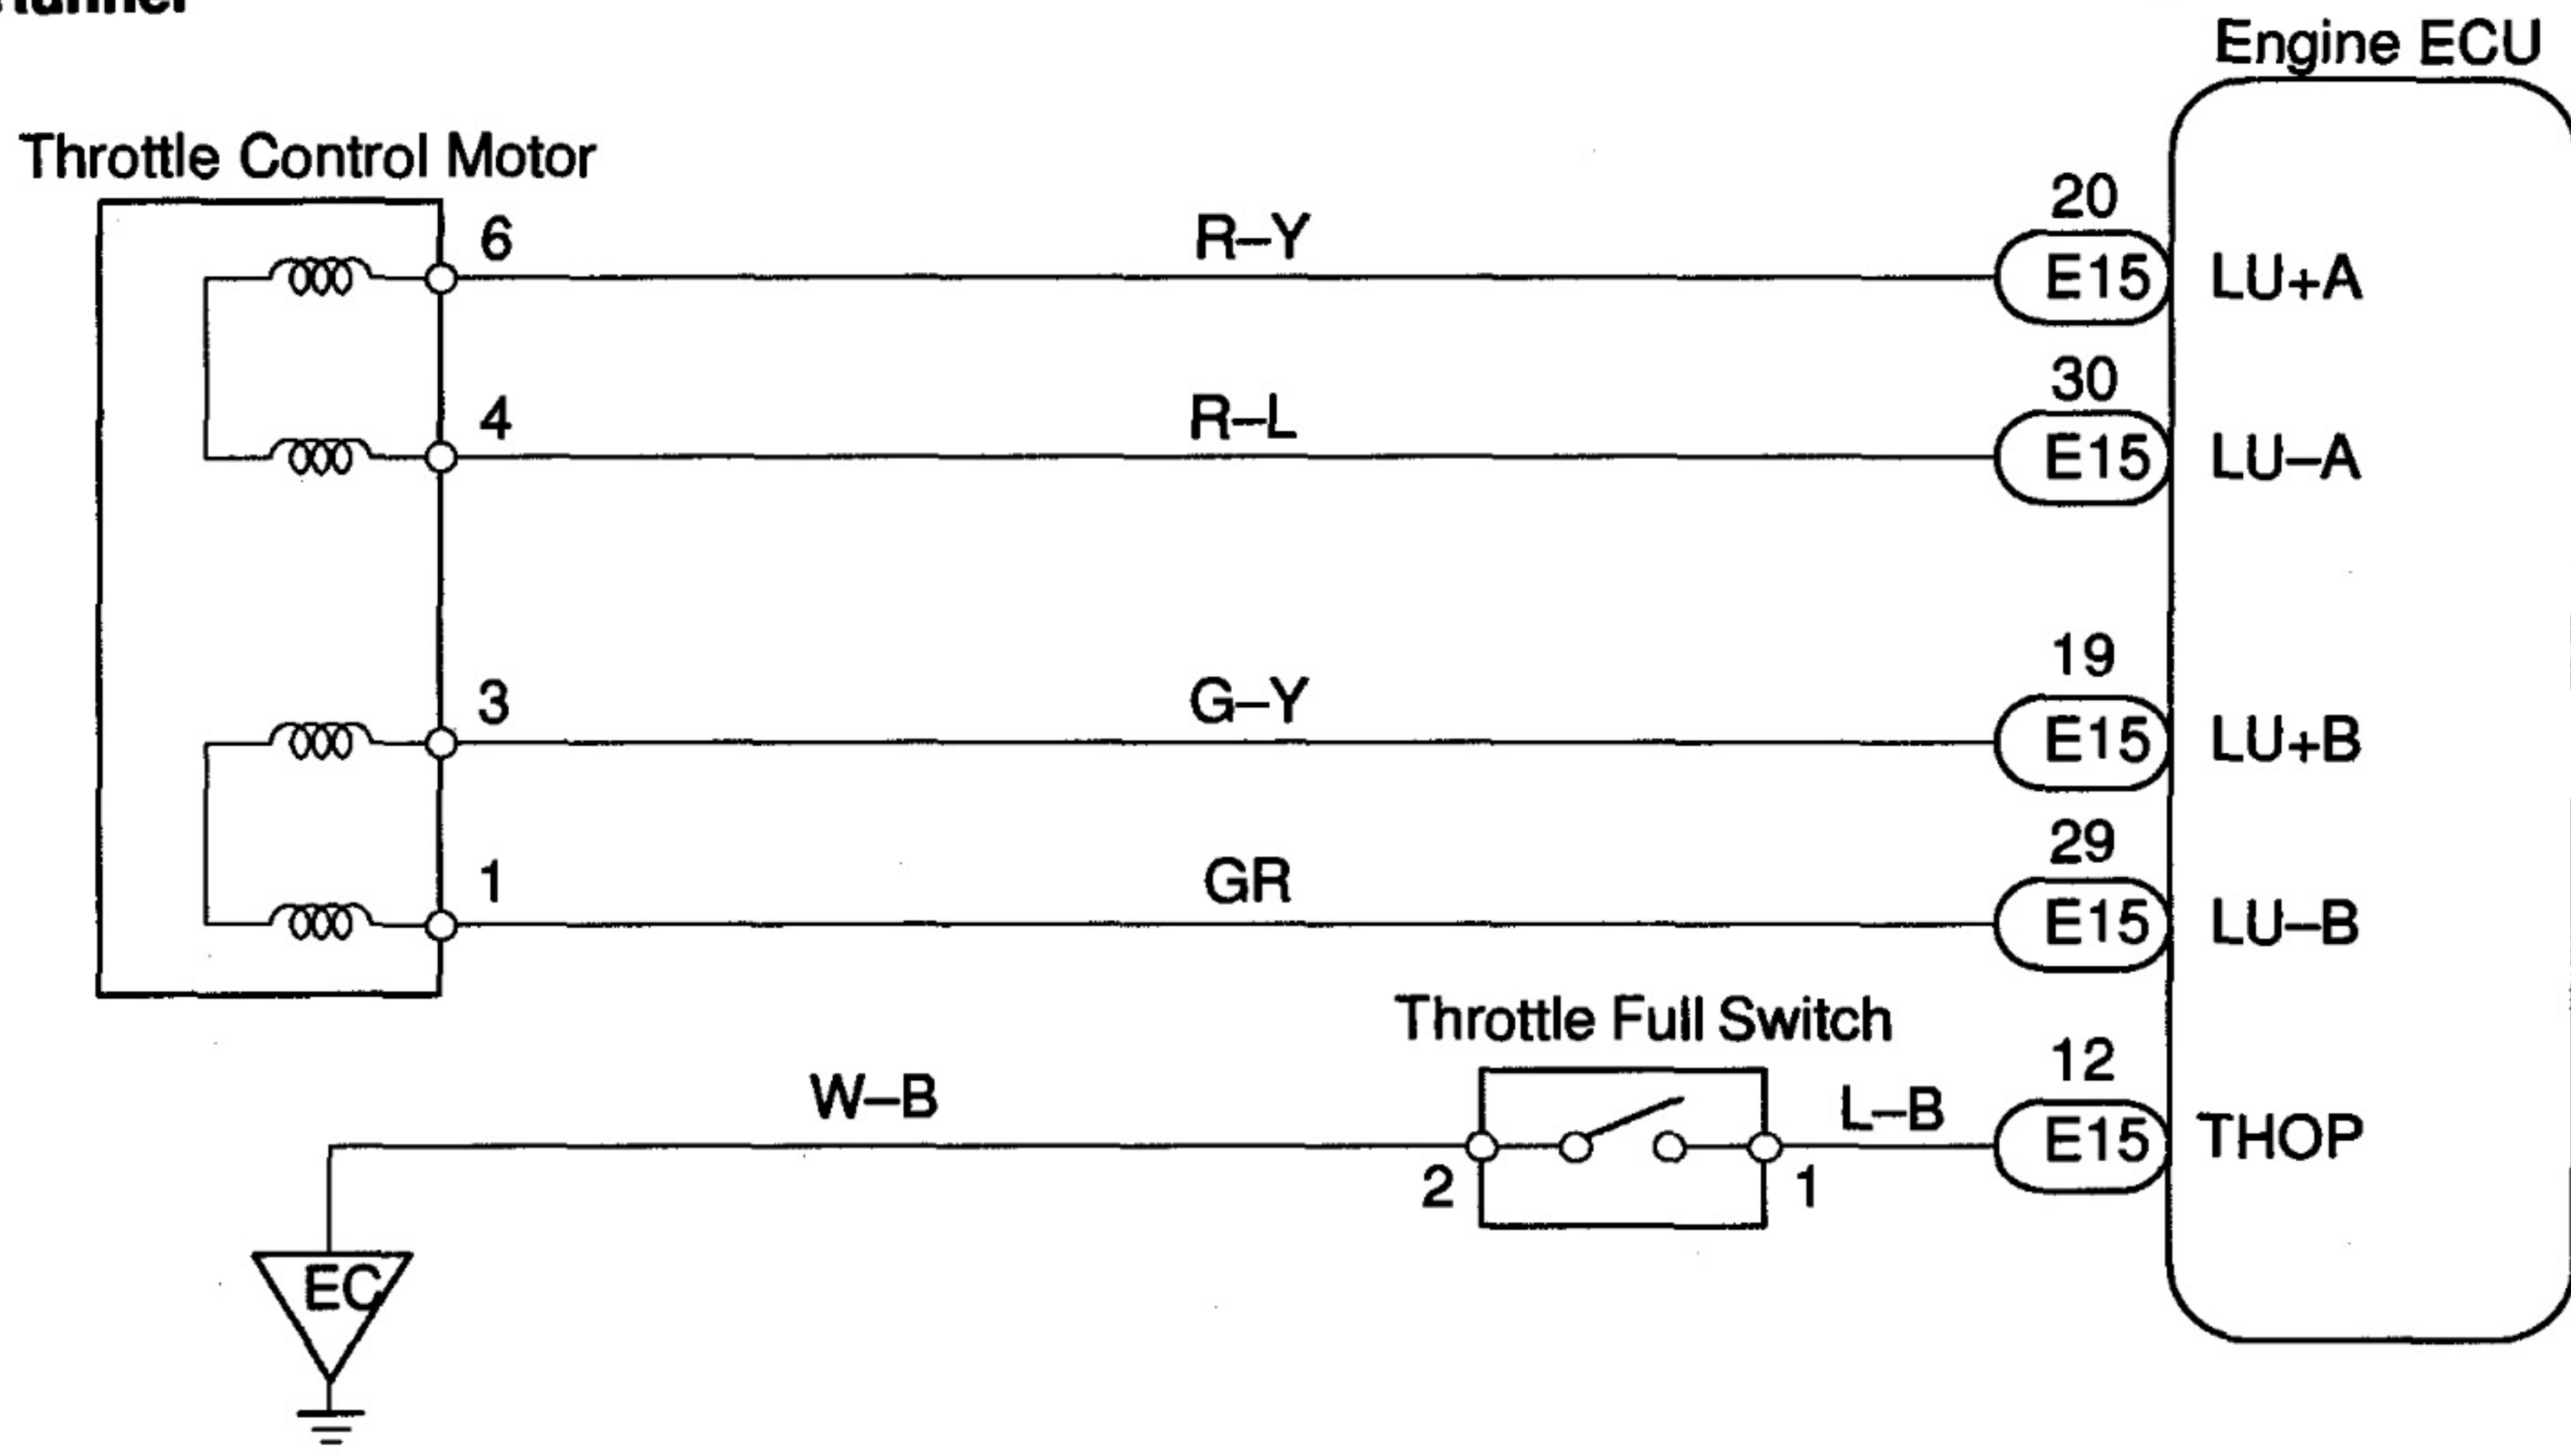 Engine ECU
Throttle Control Motor
6 R–Y 20 E15 LU+A
4 R–L 30 E15 LU–A
3 G–Y 19 E15 LU+B
1 GR 29 E15 LU–B
Throttle Full Switch
W–B 2 1 L–B 12 E15 THOP
EC